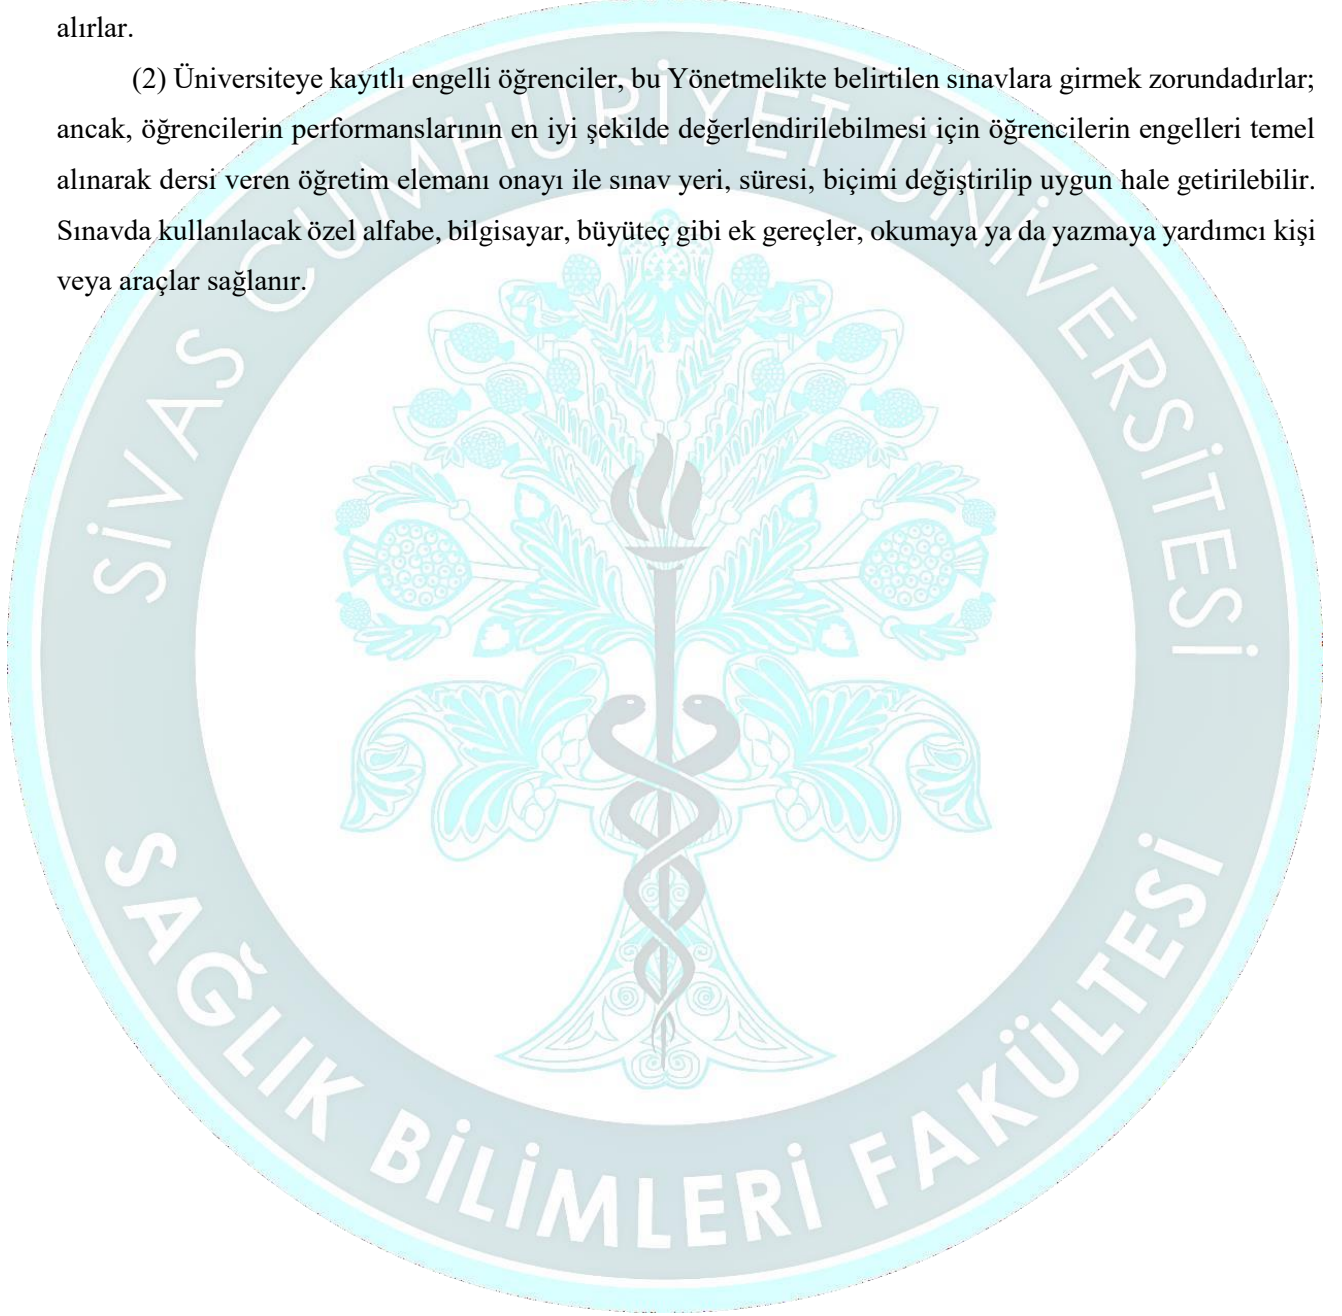 alırlar.
(2) Üniversiteye kayıtlı engelli öğrenciler, bu Yönetmelikte belirtilen sınavlara girmek zorundadırlar;
ancak, öğrencilerin performanslarının en iyi şekilde değerlendirilebilmesi için öğrencilerin engelleri temel
alınarak dersi veren öğretim elemanı onayı ile sınav yeri, süresi, biçimi değiştirilip uygun hale getirilebilir.
Sınavda kullanılacak özel alfabe, bilgisayar, büyüteç gibi ek gereçler, okumaya ya da yazmaya yardımcı kişi
veya araçlar sağlanır.
SİVAS CUMHURİYET ÜNİVERSİTESİ
SAĞLIK BİLİMLERİ FAKÜLTESİ